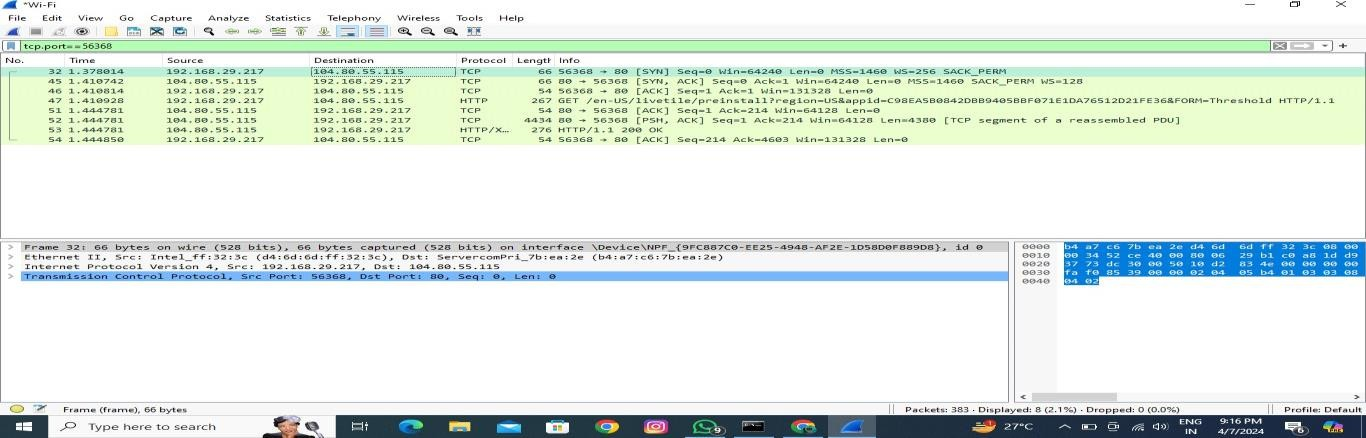 *Wi-Fi
File Edit View Go Capture Analyze Statistics Telephony Wireless Tools Help
tcp.port==56368
No. Time Source Destination Protocol Length Info
32 1.378014 192.168.29.217 104.80.55.115 TCP 66 56368 → 80 [SYN] Seq=0 Win=64240 Len=0 MSS=1460 WS=256 SACK_PERM
45 1.410742 104.80.55.115 192.168.29.217 TCP 66 80 → 56368 [SYN, ACK] Seq=0 Ack=1 Win=64240 Len=0 MSS=1460 SACK_PERM WS=128
46 1.410814 192.168.29.217 104.80.55.115 TCP 54 56368 → 80 [ACK] Seq=1 Ack=1 Win=131328 Len=0
47 1.410928 192.168.29.217 104.80.55.115 HTTP 267 GET /en-US/livetile/preinstall?region=US&appid=C98EA5B0842DBB9405BBF071E1DA76512D21FE36&FORM=Threshold HTTP/1.1
51 1.444781 104.80.55.115 192.168.29.217 TCP 54 80 → 56368 [ACK] Seq=1 Ack=214 Win=64128 Len=0
52 1.444781 104.80.55.115 192.168.29.217 TCP 4434 80 → 56368 [PSH, ACK] Seq=1 Ack=214 Win=64128 Len=4380 [TCP segment of a reassembled PDU]
53 1.444781 104.80.55.115 192.168.29.217 HTTP/X... 276 HTTP/1.1 200 OK
54 1.444850 192.168.29.217 104.80.55.115 TCP 54 56368 → 80 [ACK] Seq=214 Ack=4603 Win=131328 Len=0
> Frame 32: 66 bytes on wire (528 bits), 66 bytes captured (528 bits) on interface \Device\NPF_{9FC887C0-EE25-4948-AF2E-1D58D0F889D8}, id 0
> Ethernet II, Src: Intel_ff:32:3c (d4:6d:6d:ff:32:3c), Dst: ServercomPri_7b:ea:2e (b4:a7:c6:7b:ea:2e)
> Internet Protocol Version 4, Src: 192.168.29.217, Dst: 104.80.55.115
> Transmission Control Protocol, Src Port: 56368, Dst Port: 80, Seq: 0, Len: 0
0000 b4 a7 c6 7b ea 2e d4 6d 6d ff 32 3c 08 00
0010 00 34 52 ce 40 00 80 06 29 b1 c0 a8 1d d9
0020 37 73 dc 30 00 50 10 d2 83 4e 00 00 00 00
0030 fa f0 85 39 00 00 02 04 05 b4 01 03 03 08
0040 04 02
Frame (frame), 66 bytes
Packets: 383 · Displayed: 8 (2.1%) · Dropped: 0 (0.0%)
Profile: Default
Type here to search
27°C
ENG
IN
9:16 PM
4/7/2024